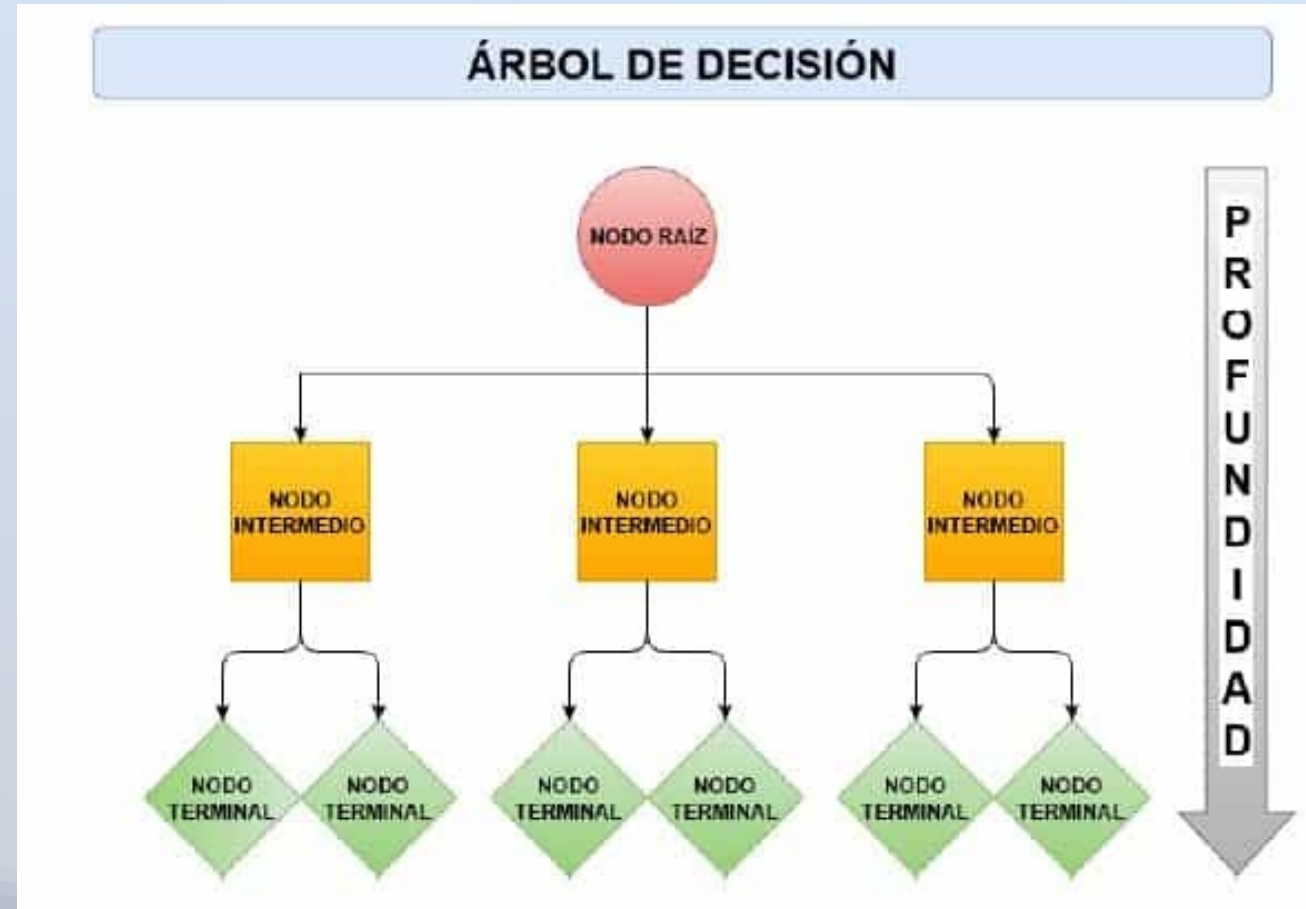 ÁRBOL DE DECISIÓN
NODO RAÍZ
NODO
INTERMEDIO
NODO
INTERMEDIO
NODO
INTERMEDIO
NODO
TERMINAL
NODO
TERMINAL
NODO
TERMINAL
NODO
TERMINAL
NODO
TERMINAL
NODO
TERMINAL
PROFUNDIDAD